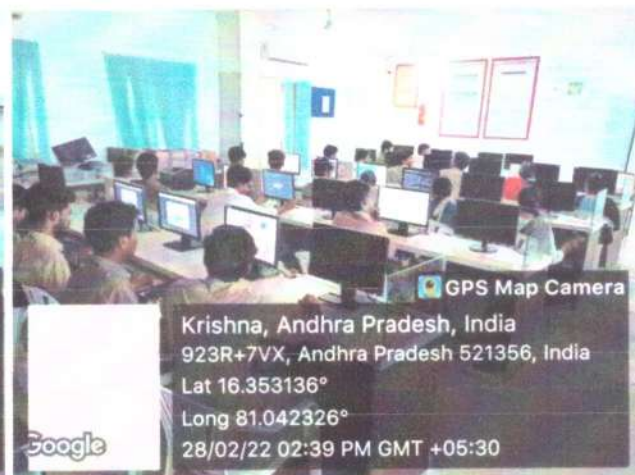 GPS Map Camera
Krishna, Andhra Pradesh, India
923R+7VX, Andhra Pradesh 521356, India
Lat 16.353136°
Long 81.042326°
28/02/22 02:39 PM GMT +05:30
Google